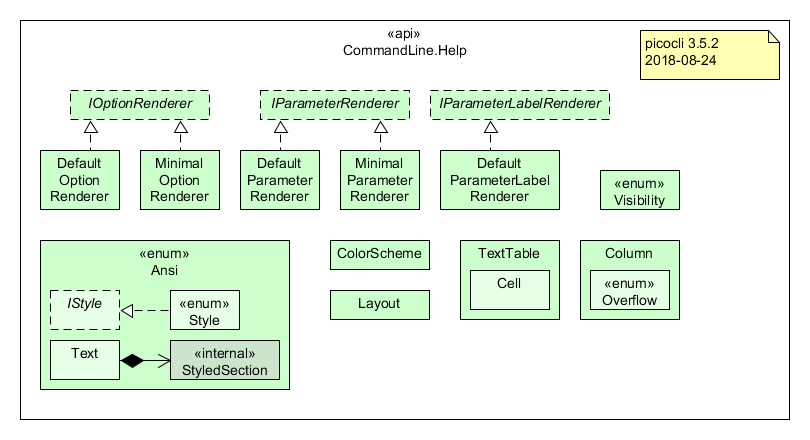 «api»
CommandLine.Help
picocli 3.5.2
2018-08-24
IOptionRenderer
IParameterRenderer
IParameterLabelRenderer
Default
Option
Renderer
Minimal
Option
Renderer
Default
Parameter
Renderer
Minimal
Parameter
Renderer
Default
ParameterLabel
Renderer
«enum»
Visibility
«enum»
Ansi
IStyle
«enum»
Style
Text
«internal»
StyledSection
ColorScheme
Layout
TextTable
Cell
Column
«enum»
Overflow